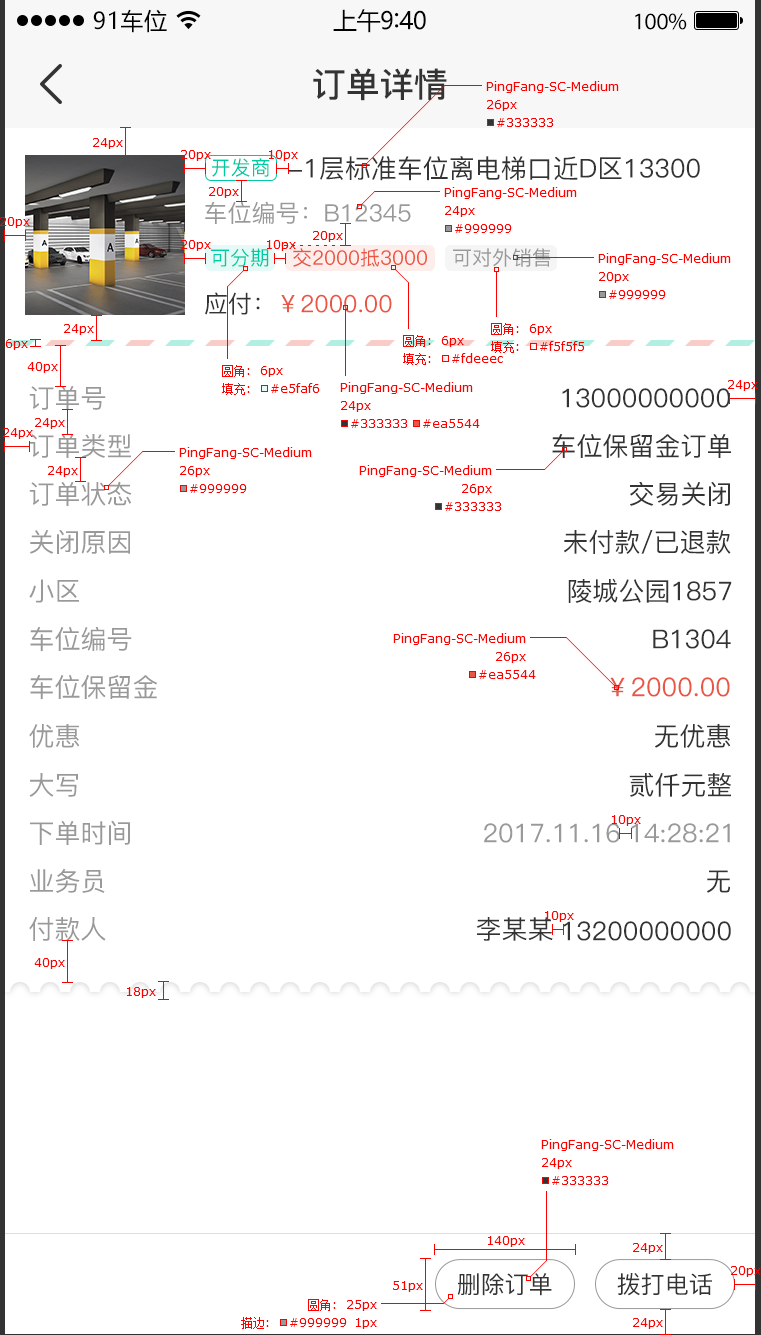 91车位 上午9:40 100%
订单详情
PingFang-SC-Medium
26px
#333333
24px
20px 开发商 10px –1层标准车位离电梯口近D区13300
20px
PingFang-SC-Medium
24px
#999999
车位编号：B12345
20px
20px
A A
20px 可分期 10px 交2000抵3000 可对外销售
PingFang-SC-Medium
20px
#999999
应付：￥2000.00
24px
圆角： 6px
填充： #e5faf6
圆角： 6px
填充： #fdeeec
圆角： 6px
填充： #f5f5f5
6px
40px
PingFang-SC-Medium
24px
#333333 #ea5544
订单号 13000000000
24px
24px
24px
订单类型 车位保留金订单
24px
PingFang-SC-Medium
26px
#999999
PingFang-SC-Medium
26px
#333333
订单状态 交易关闭
关闭原因 未付款/已退款
小区 陵城公园1857
车位编号 B1304
PingFang-SC-Medium
26px
#ea5544
车位保留金 ￥2000.00
优惠 无优惠
大写 贰仟元整
10px
下单时间 2017.11.16 14:28:21
业务员 无
10px
付款人 李某某 13200000000
40px
18px
PingFang-SC-Medium
24px
#333333
140px
24px
51px 删除订单 拨打电话 20px
圆角： 25px
描边： #999999 1px
24px